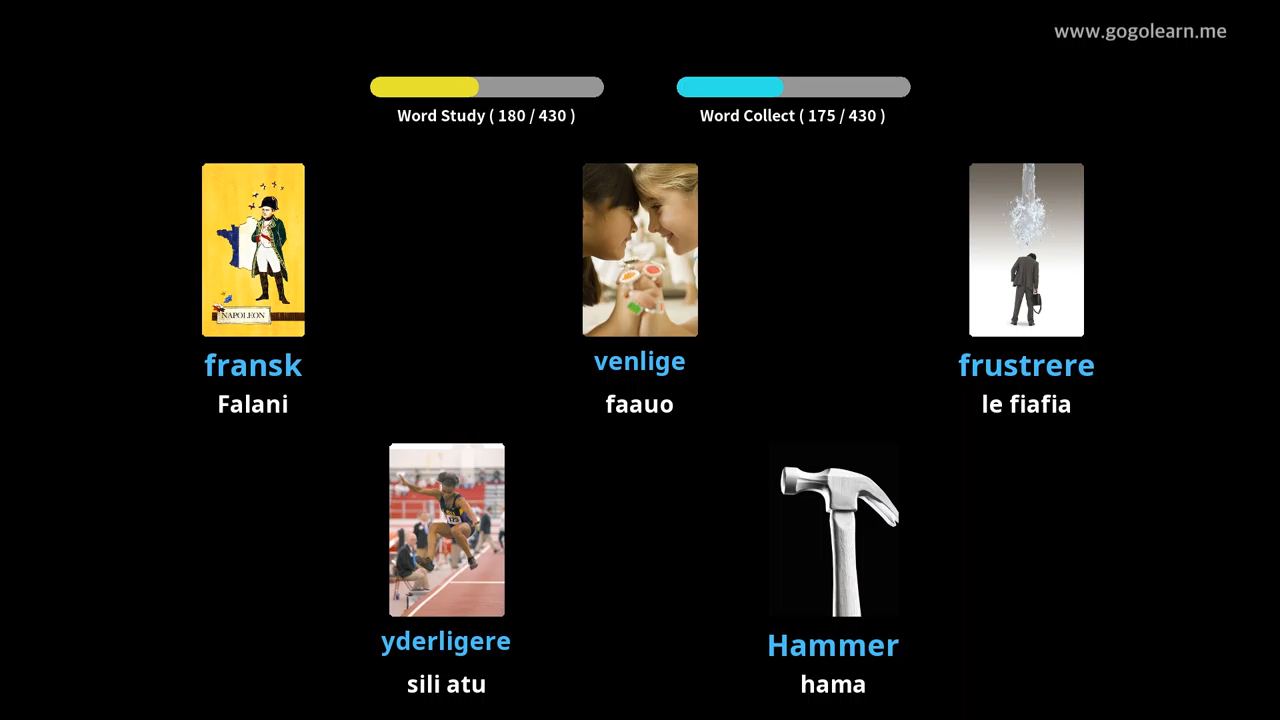 www.gogolearn.me
Word Study ( 180 / 430 )
Word Collect ( 175 / 430 )
NAPOLEON
fransk
Falani
venlige
faauo
frustrere
le fiafia
yderligere
sili atu
Hammer
hama